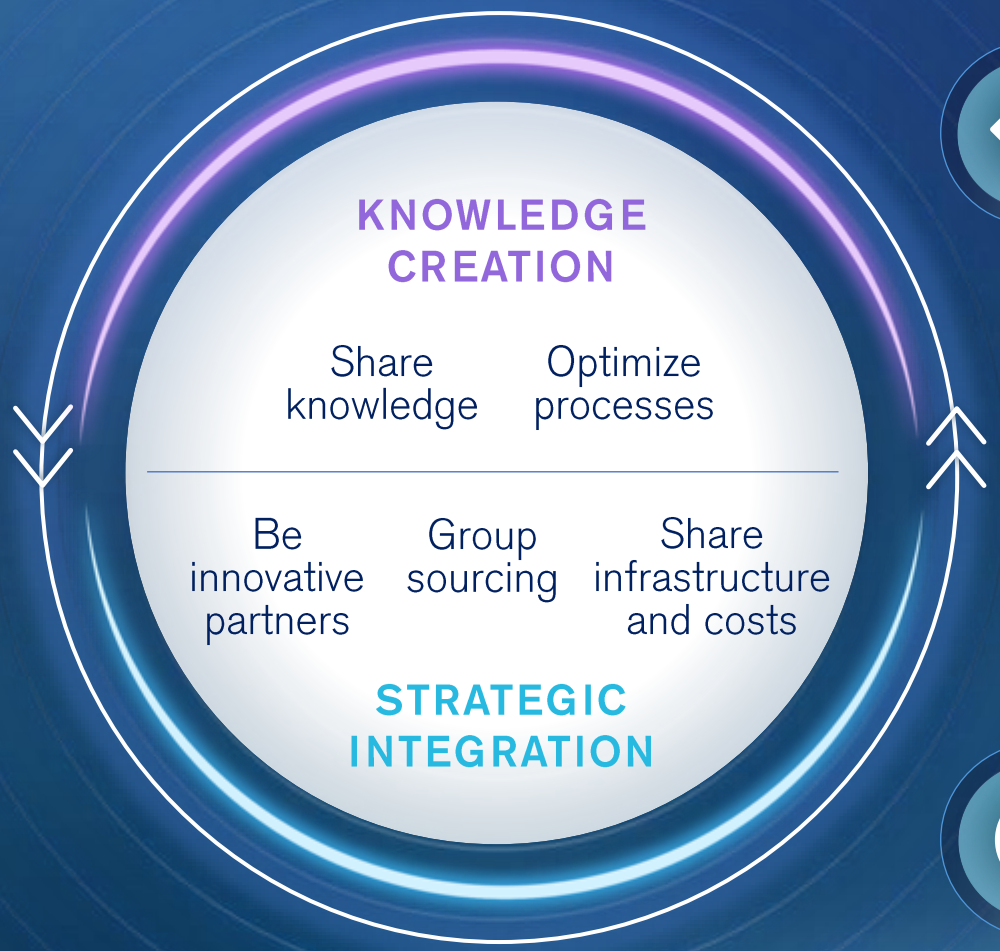 KNOWLEDGE
CREATION
Share
knowledge
Optimize
processes
Be
innovative
partners
Group
sourcing
Share
infrastructure
and costs
STRATEGIC
INTEGRATION